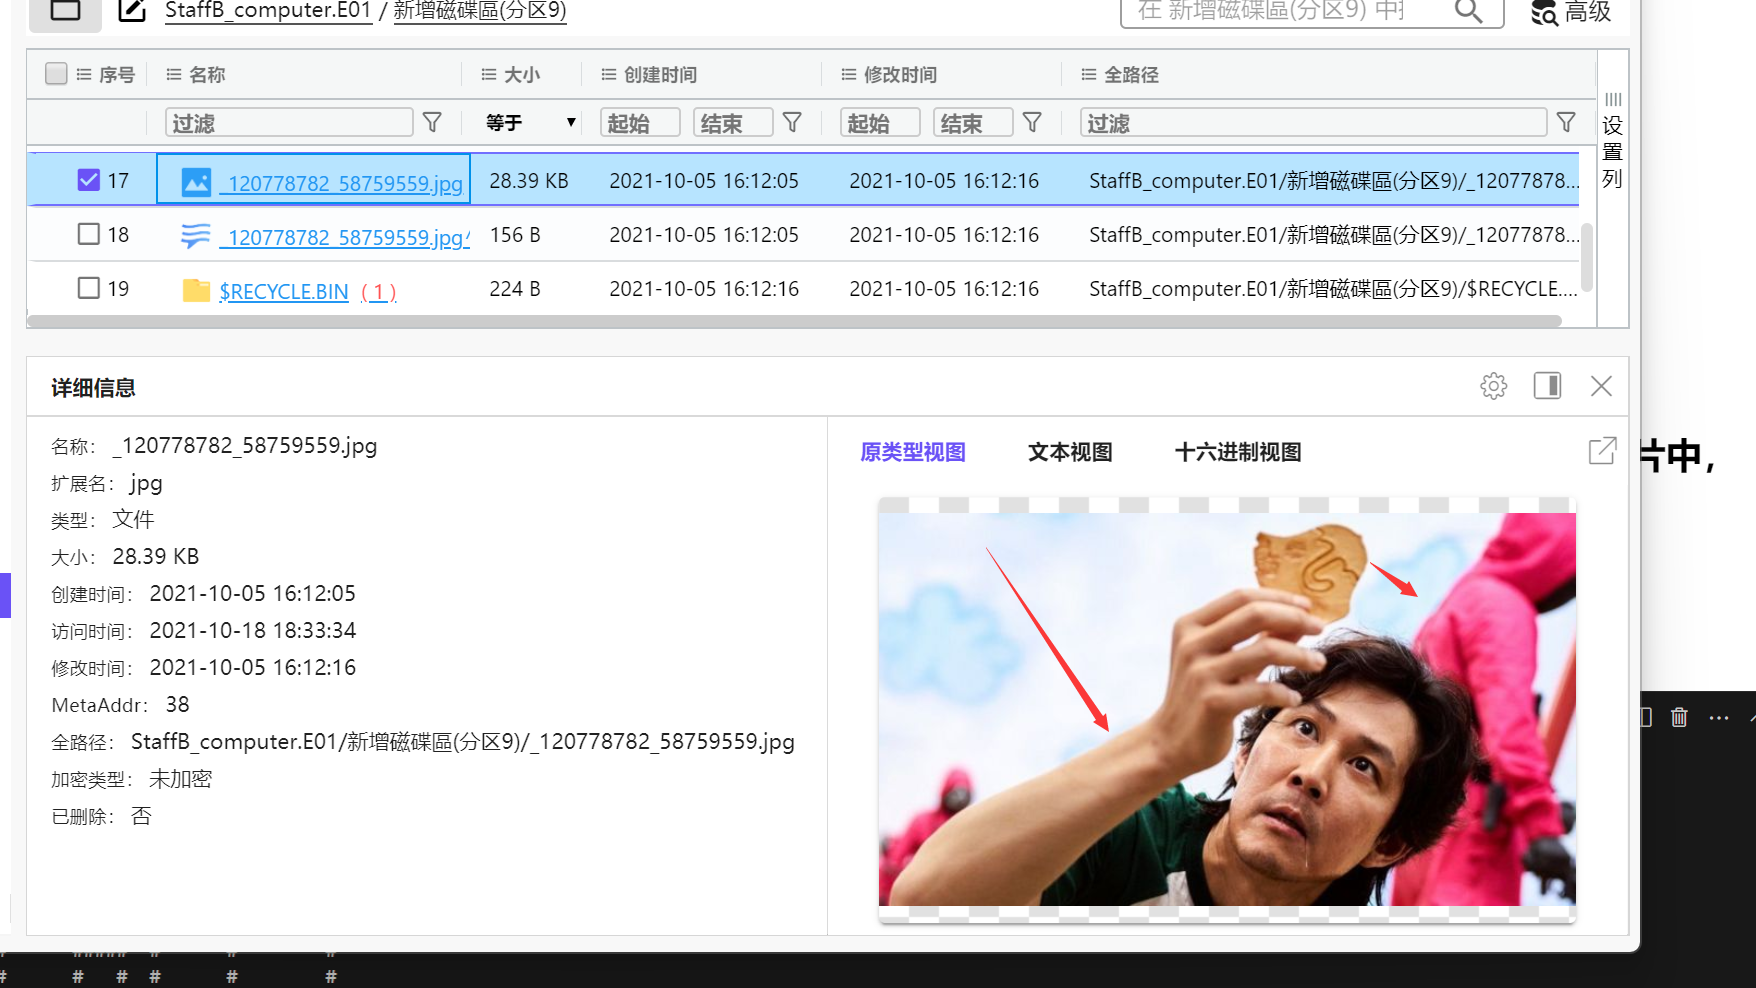 StaffB_computer.E01 / 新增磁碟區(分区9)
在 新增磁碟區(分区9) 中
高级
序号 名称 大小 创建时间 修改时间 全路径
过滤 等于 ▼ 起始 结束 起始 结束 过滤
设置列
17 _120778782_58759559.jpg 28.39 KB 2021-10-05 16:12:05 2021-10-05 16:12:16 StaffB_computer.E01/新增磁碟區(分区9)/_12077878...
18 _120778782_58759559.jpg^ 156 B 2021-10-05 16:12:05 2021-10-05 16:12:16 StaffB_computer.E01/新增磁碟區(分区9)/_12077878...
19 $RECYCLE.BIN ( 1 ) 224 B 2021-10-05 16:12:16 2021-10-05 16:12:16 StaffB_computer.E01/新增磁碟區(分区9)/$RECYCLE....
详细信息
名称: _120778782_58759559.jpg
扩展名: jpg
类型: 文件
大小: 28.39 KB
创建时间: 2021-10-05 16:12:05
访问时间: 2021-10-18 18:33:34
修改时间: 2021-10-05 16:12:16
MetaAddr: 38
全路径: StaffB_computer.E01/新增磁碟區(分区9)/_120778782_58759559.jpg
加密类型: 未加密
已删除: 否
原类型视图 文本视图 十六进制视图
片中，
# # # # # #